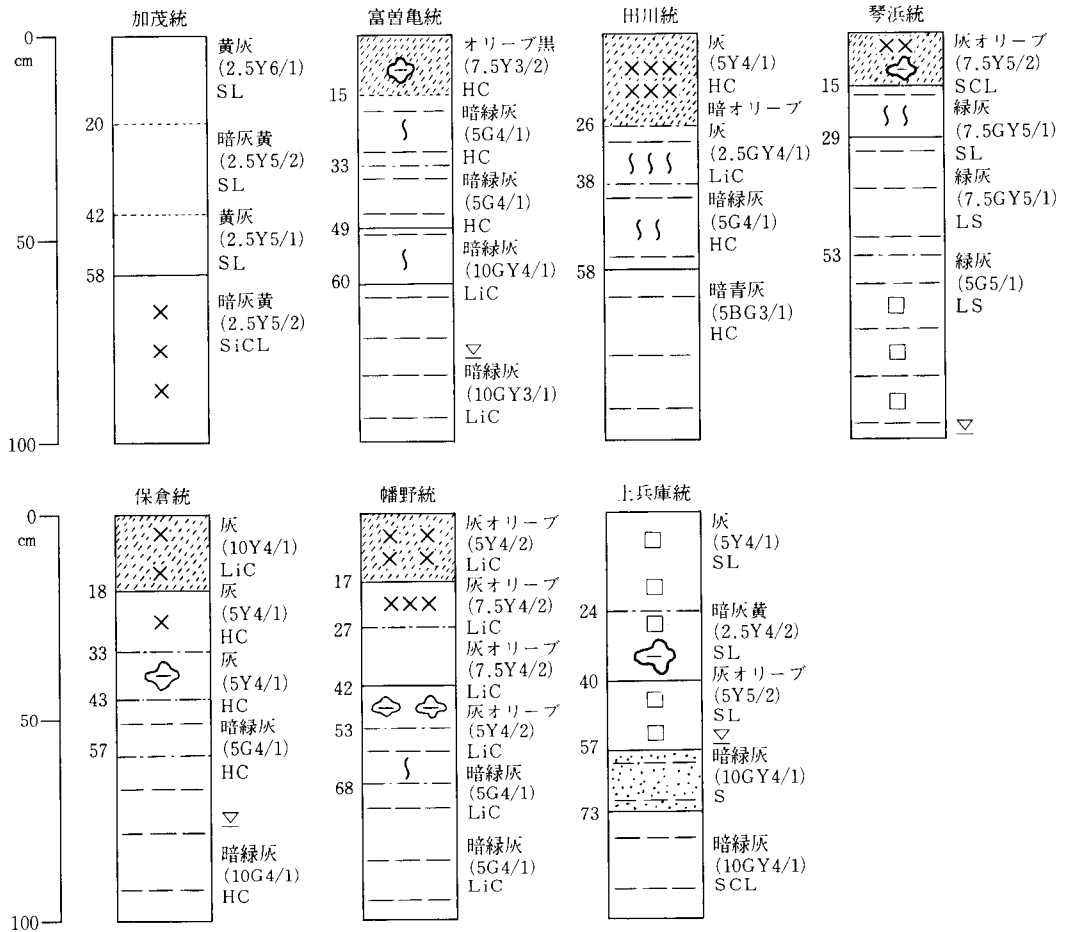 加茂統
富曽亀統
田川統
琴浜統
0
cm
50
100
20
42
58
黄灰
(2.5Y6/1)
SL
暗灰黄
(2.5Y5/2)
SL
黄灰
(2.5Y5/1)
SL
暗灰黄
(2.5Y5/2)
SiCL
15
33
49
60
オリーブ黒
(7.5Y3/2)
HC
暗緑灰
(5G4/1)
HC
暗緑灰
(5G4/1)
HC
暗緑灰
(10GY4/1)
LiC
暗緑灰
(10GY3/1)
LiC
26
38
58
灰
(5Y4/1)
HC
暗オリーブ
灰
(2.5GY4/1)
LiC
暗緑灰
(5G4/1)
HC
暗青灰
(5BG3/1)
HC
15
29
53
灰オリーブ
(7.5Y5/2)
SCL
緑灰
(7.5GY5/1)
SL
緑灰
(7.5GY5/1)
LS
緑灰
(5G5/1)
LS
保倉統
幡野統
上兵庫統
0
cm
50
100
18
33
43
57
灰
(10Y4/1)
LiC
灰
(5Y4/1)
HC
灰
(5Y4/1)
HC
暗緑灰
(5G4/1)
HC
暗緑灰
(10G4/1)
HC
17
27
42
53
68
灰オリーブ
(5Y4/2)
LiC
灰オリーブ
(7.5Y4/2)
LiC
灰オリーブ
(7.5Y4/2)
LiC
灰オリーブ
(5Y4/2)
LiC
暗緑灰
(5G4/1)
LiC
暗緑灰
(5G4/1)
LiC
24
40
57
73
灰
(5Y4/1)
SL
暗灰黄
(2.5Y4/2)
SL
灰オリーブ
(5Y5/2)
SL
暗緑灰
(10GY4/1)
S
暗緑灰
(10GY4/1)
SCL